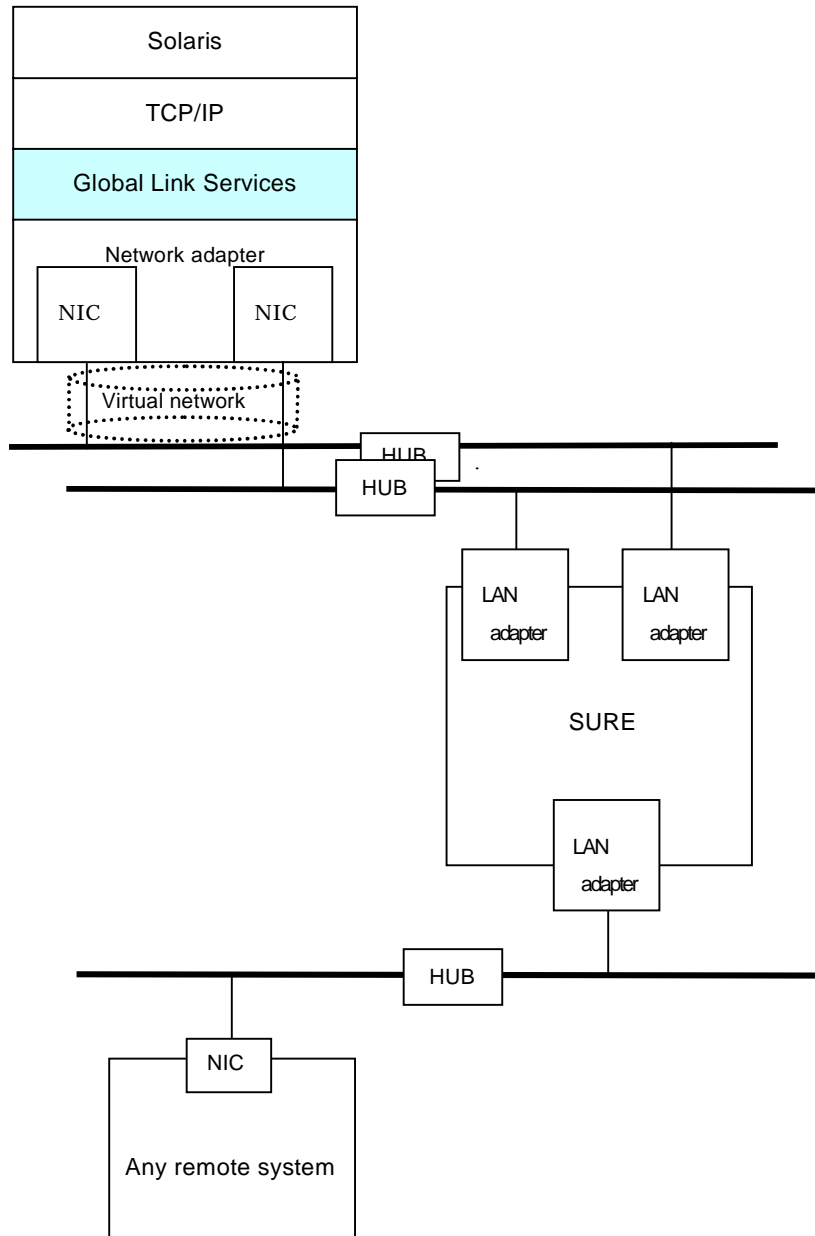 Solaris
TCP/IP
Global Link Services
Network adapter
NIC
NIC
Virtual network
HUB
HUB
LAN
adapter
LAN
adapter
SURE
LAN
adapter
HUB
NIC
Any remote system